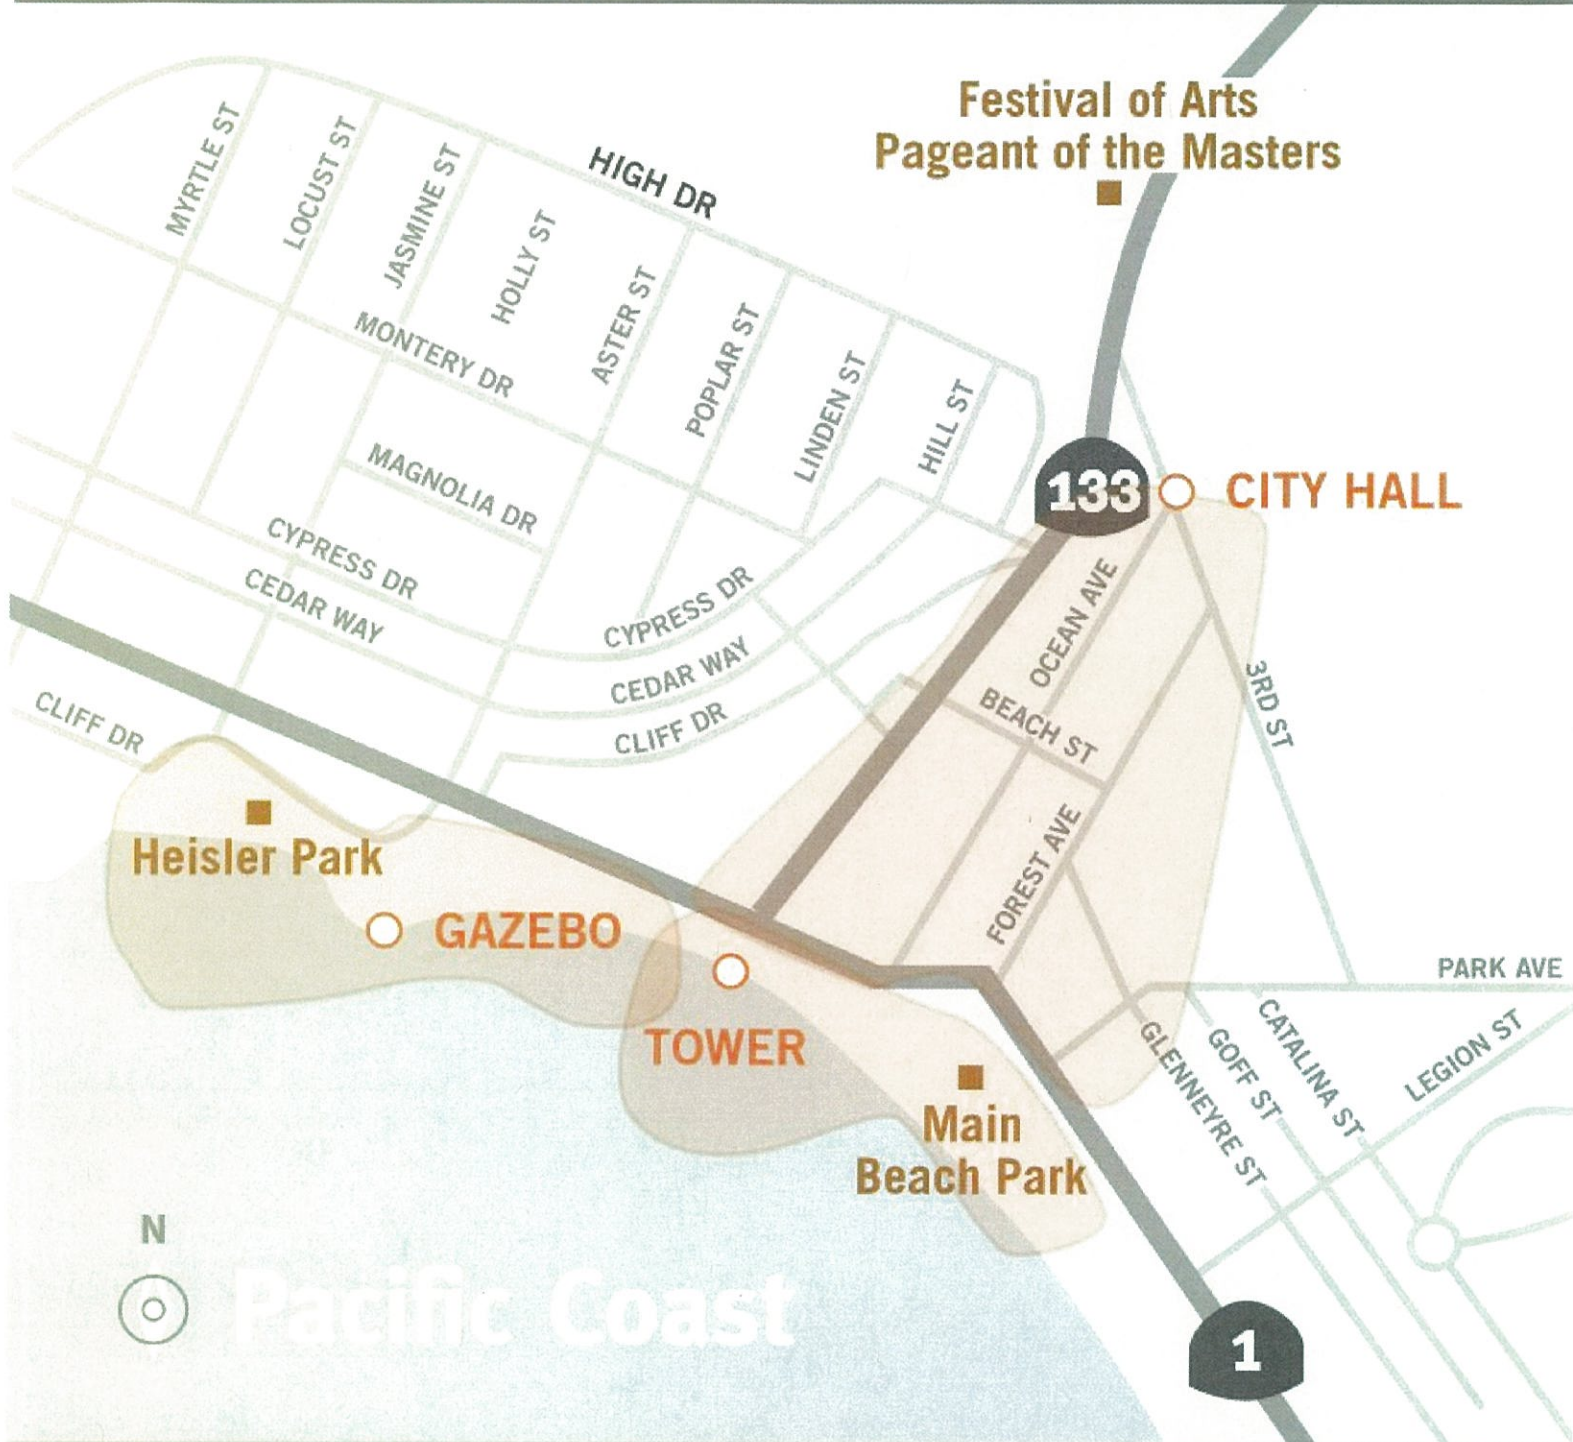 Festival of Arts
Pageant of the Masters
MYRTLE ST
LOCUST ST
JASMINE ST
HIGH DR
HOLLY ST
ASTER ST
POPLAR ST
LINDEN ST
HILL ST
MONTERY DR
MAGNOLIA DR
133
CITY HALL
CYPRESS DR
CEDAR WAY
CYPRESS DR
CEDAR WAY
CLIFF DR
CLIFF DR
OCEAN AVE
BEACH ST
3RD ST
FOREST AVE
Heisler Park
GAZEBO
TOWER
PARK AVE
GLENNEYRE ST
GOFF ST
CATALINA ST
LEGION ST
Main
Beach Park
N
Pacific Coast
1